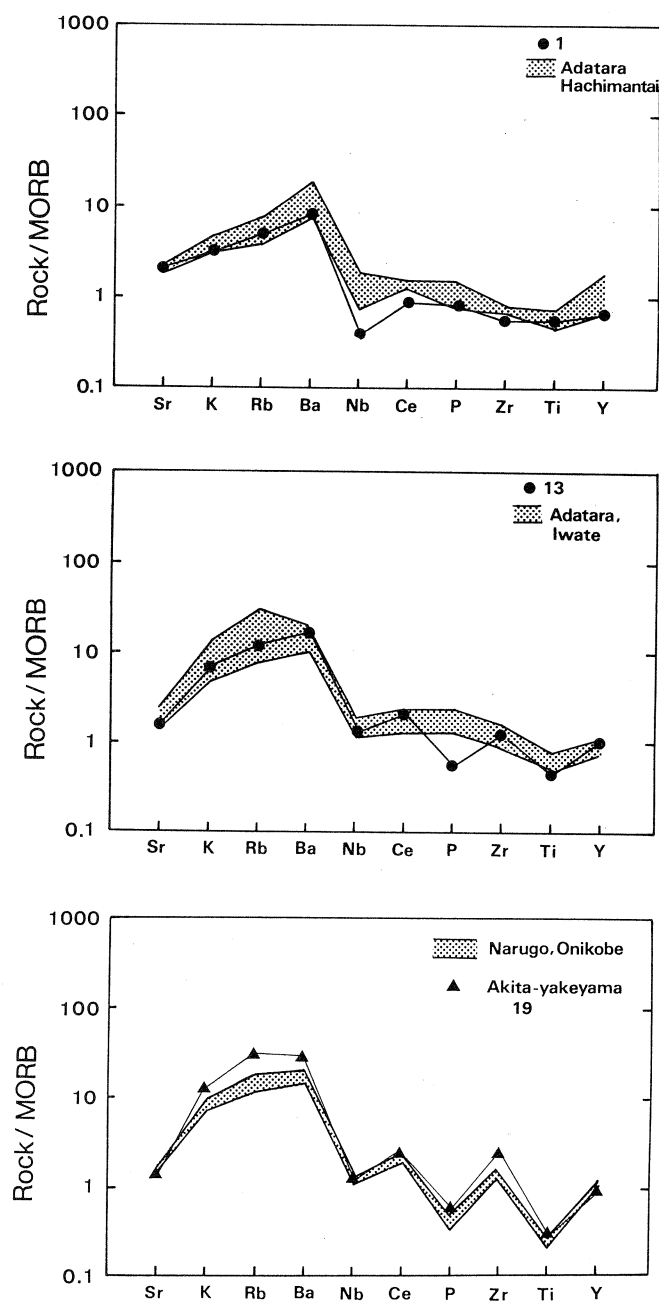 1000
100
10
1
0.1
Rock/MORB
1
Adatara
Hachimantai
Sr K Rb Ba Nb Ce P Zr Ti Y
1000
100
10
1
0.1
Rock/MORB
13
Adatara,
Iwate
Sr K Rb Ba Nb Ce P Zr Ti Y
1000
100
10
1
0.1
Rock/MORB
Narugo, Onikobe
Akita-yakeyama
19
Sr K Rb Ba Nb Ce P Zr Ti Y